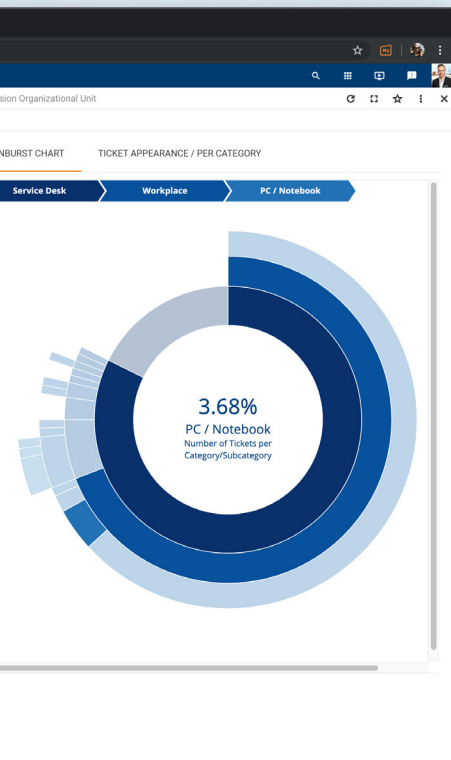 sion Organizational Unit
NBURST CHART
TICKET APPEARANCE / PER CATEGORY
Service Desk
Workplace
PC / Notebook
3.68%
PC / Notebook
Number of Tickets per
Category/Subcategory